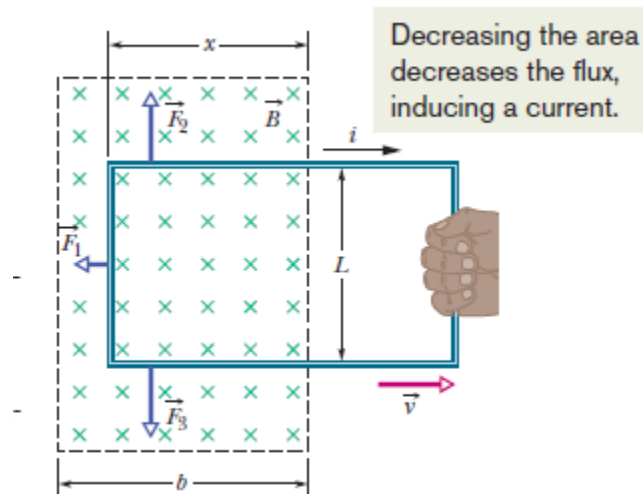 Decreasing the area
decreases the flux,
inducing a current.
x
F₂
B
i
F₁
L
F₃
v
b